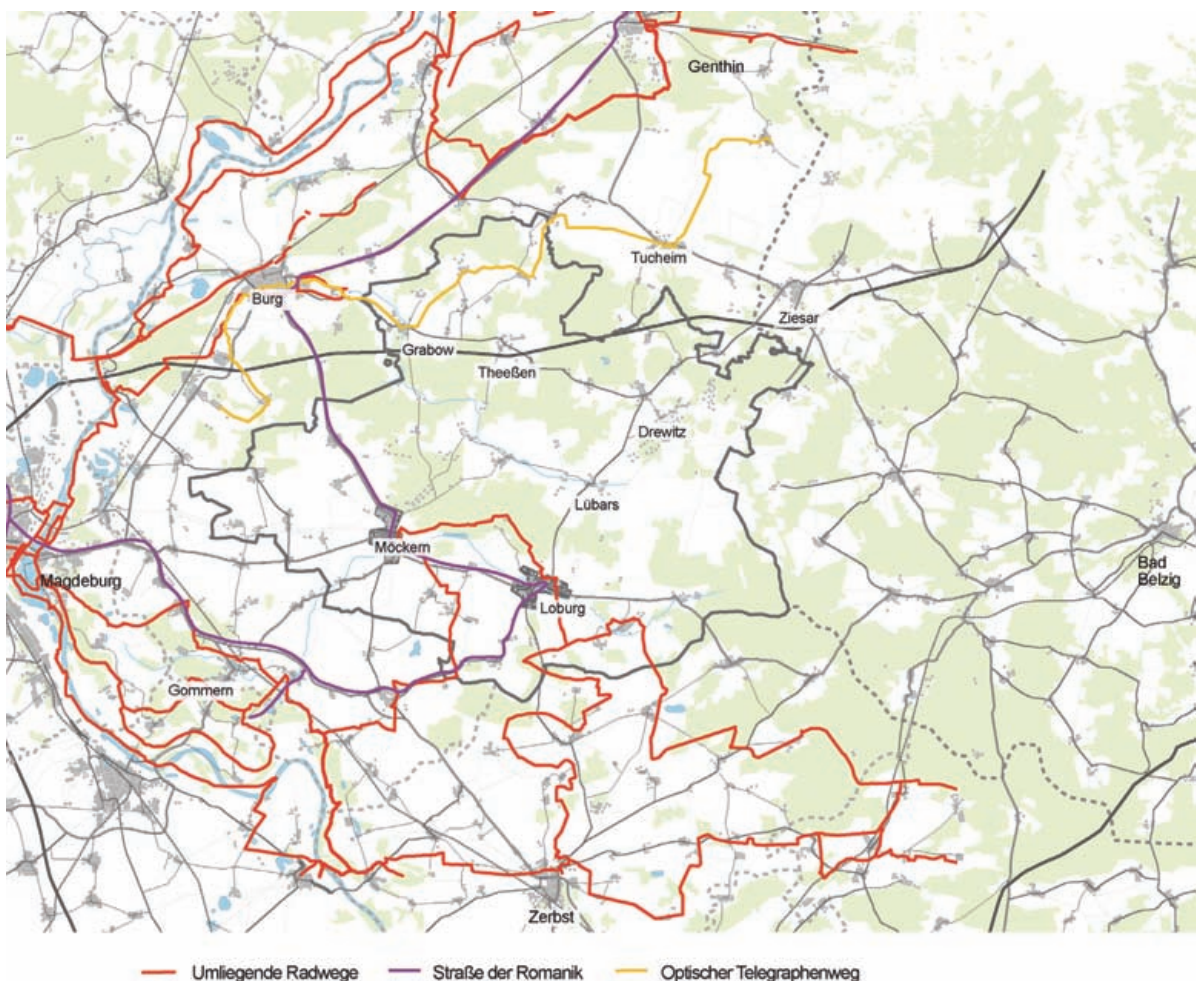 Genthin
Tucheim
Burg
Ziesar
Grabow
Theeßen
Drewitz
Lübars
Möckern
Magdeburg
Bad
Belzig
Loburg
Gommern
Zerbst
Umliegende Radwege Straße der Romanik Optischer Telegraphenweg